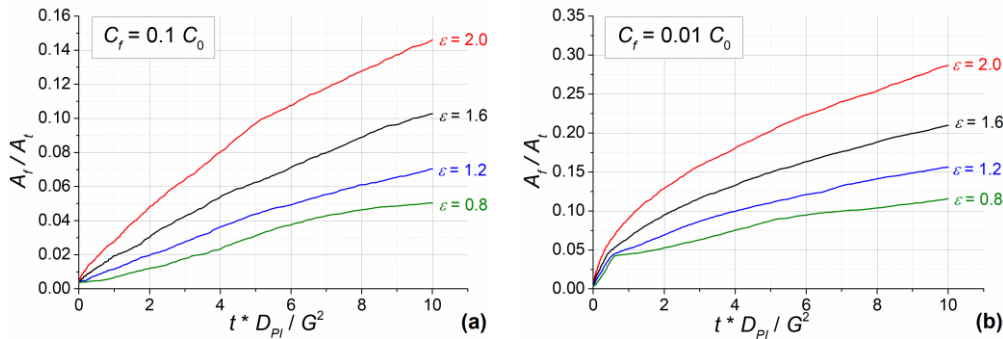 C_f = 0.1 C_0
0.16
0.14
0.12
0.10
0.08
0.06
0.04
0.02
0.00
A_f / A_t
0
2
4
6
8
10
t * D_PI / G^2
ε = 2.0
ε = 1.6
ε = 1.2
ε = 0.8
(a)
C_f = 0.01 C_0
0.35
0.30
0.25
0.20
0.15
0.10
0.05
0.00
A_f / A_t
0
2
4
6
8
10
t * D_PI / G^2
ε = 2.0
ε = 1.6
ε = 1.2
ε = 0.8
(b)